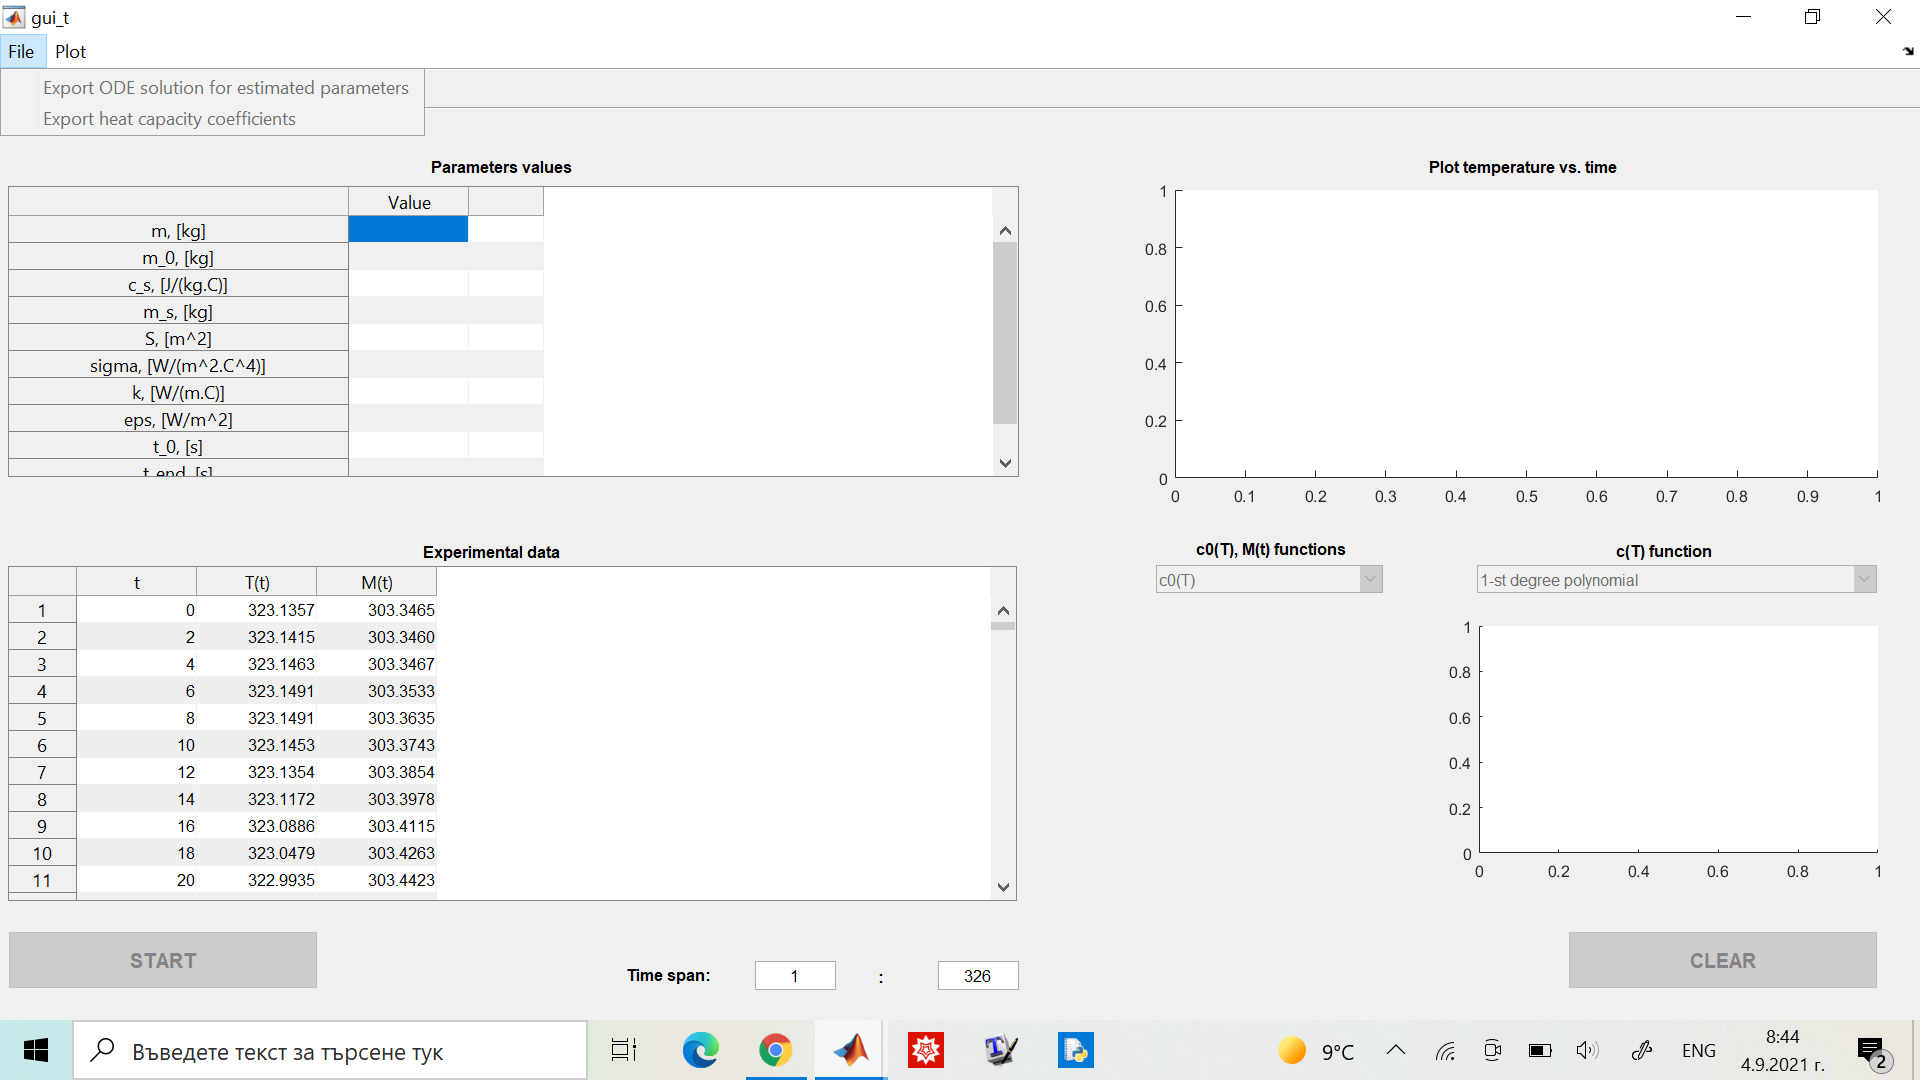 gui_t
File Plot
Export ODE solution for estimated parameters
Export heat capacity coefficients
Parameters values
Value
m, [kg]
m_0, [kg]
c_s, [J/(kg.C)]
m_s, [kg]
S, [m^2]
sigma, [W/(m^2.C^4)]
k, [W/(m.C)]
eps, [W/m^2]
t_0, [s]
t_end, [s]
Plot temperature vs. time
1
0.8
0.6
0.4
0.2
0
0 0.1 0.2 0.3 0.4 0.5 0.6 0.7 0.8 0.9 1
Experimental data
t T(t) M(t)
1 0 323.1357 303.3465
2 2 323.1415 303.3460
3 4 323.1463 303.3467
4 6 323.1491 303.3533
5 8 323.1491 303.3635
6 10 323.1453 303.3743
7 12 323.1354 303.3854
8 14 323.1172 303.3978
9 16 323.0886 303.4115
10 18 323.0479 303.4263
11 20 322.9935 303.4423
c0(T), M(t) functions
c0(T)
c(T) function
1-st degree polynomial
1
0.8
0.6
0.4
0.2
0
0 0.2 0.4 0.6 0.8 1
START
Time span: 1 : 326
CLEAR
Въведете текст за търсене тук
9°C
ENG
8:44
4.9.2021 г.
2